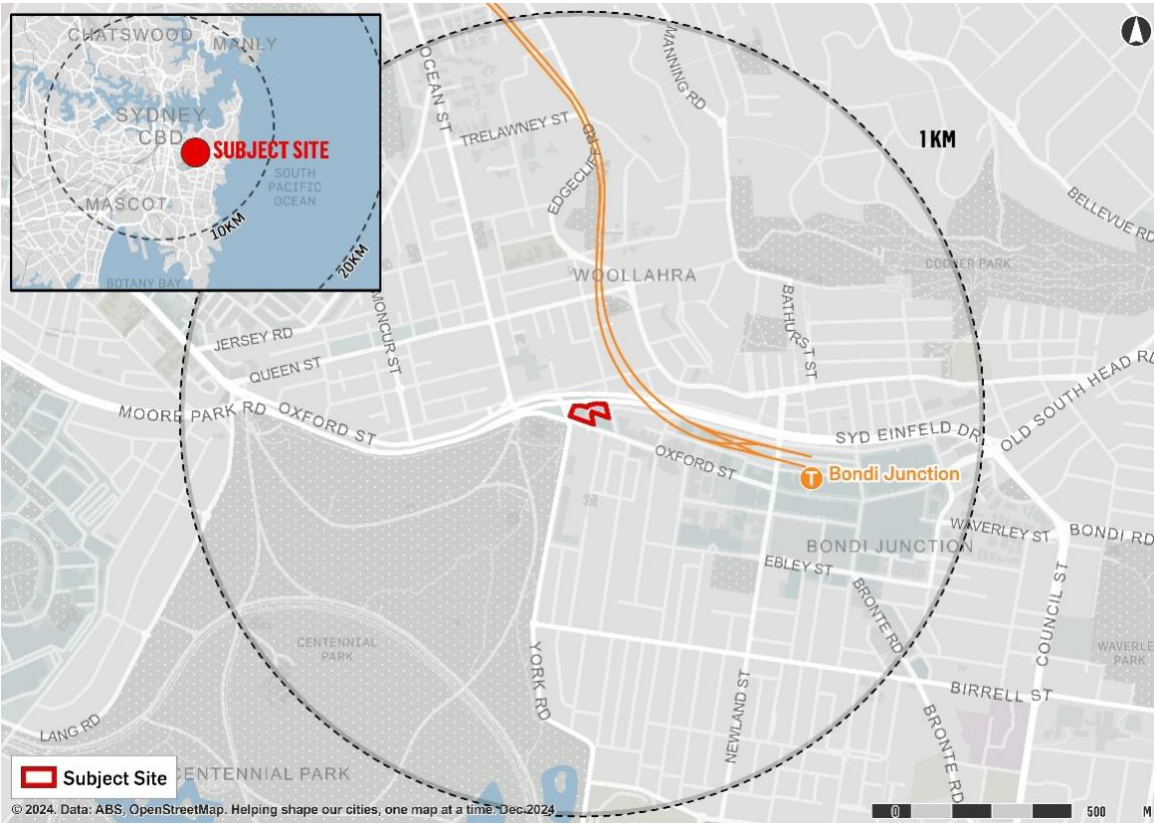 CHATSWOOD
MANLY
SYDNEY
CBD
SUBJECT SITE
SOUTH
PACIFIC
OCEAN
MASCOT
10KM
20KM
BOTANY BAY
OCEAN ST
MANNING RD
1 KM
TRELAWNEY ST
EDGECLIFF RD
BELLEVUE RD
COOPER PARK
WOOLLAHRA
BATHURST ST
MONCUR ST
JERSEY RD
QUEEN ST
MOORE PARK RD
OXFORD ST
SYD EINFELD DR
OLD SOUTH HEAD RD
OXFORD ST
T Bondi Junction
WAVERLEY ST
BONDI RD
BONDI JUNCTION
EBLEY ST
BRONTE RD
COUNCIL ST
CENTENNIAL
PARK
YORK RD
WAVERLE
PARK
BIRRELL ST
NEWLAND ST
BRONTE RD
LANG RD
Subject Site
CENTENNIAL PARK
© 2024. Data: ABS, OpenStreetMap. Helping shape our cities, one map at a time. Dec 2024
0 500 M